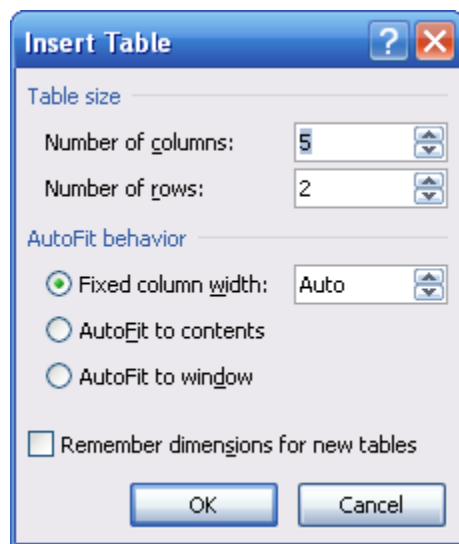 Insert Table ?
Table size
Number of columns: 5
Number of rows: 2
AutoFit behavior
Fixed column width: Auto
AutoFit to contents
AutoFit to window
Remember dimensions for new tables
OK Cancel